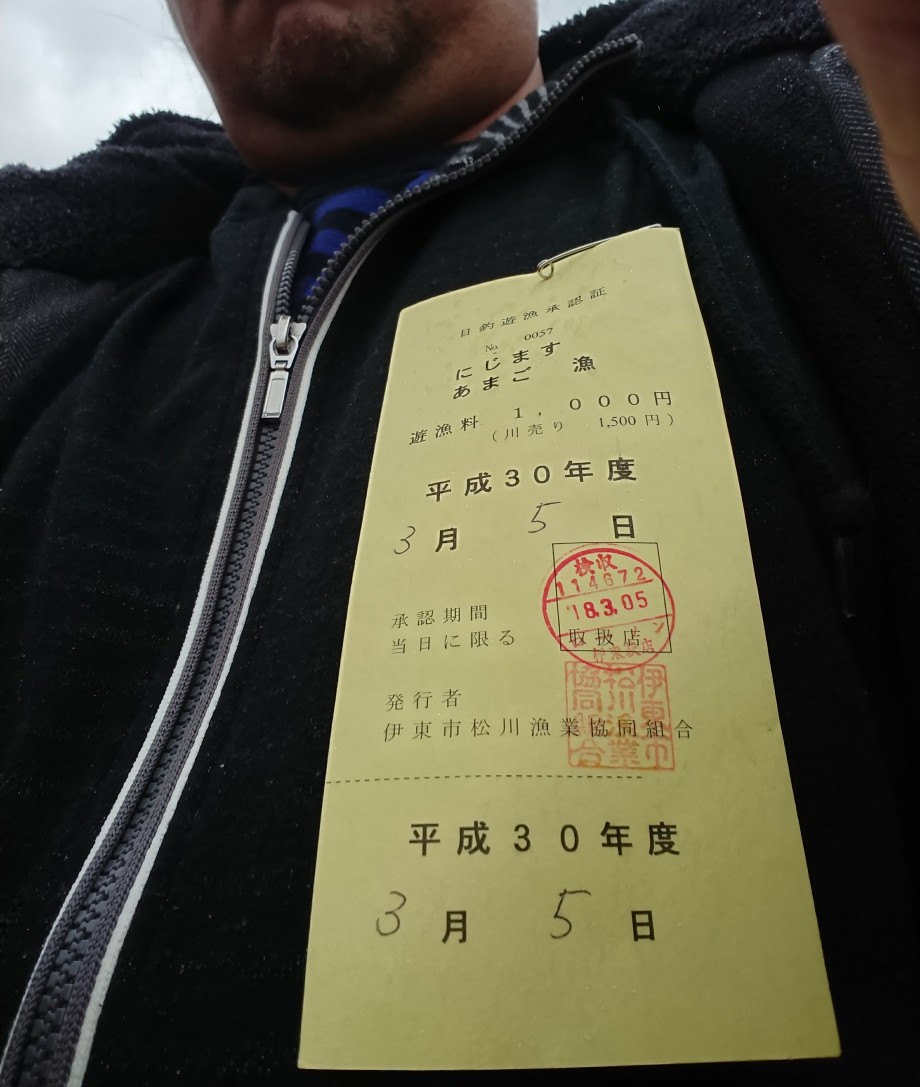 日釣遊漁承認証
No. 0057
にじます
あまご 漁
遊漁料 1,000円
(川売り 1,500円)
平成30年度
3月 5日
検収
114672
'18.3.05
取扱店
承認期間
当日に限る
発行者
伊東市松川漁業協同組合
伊東市
松川漁業
協同組合
平成30年度
3月 5日